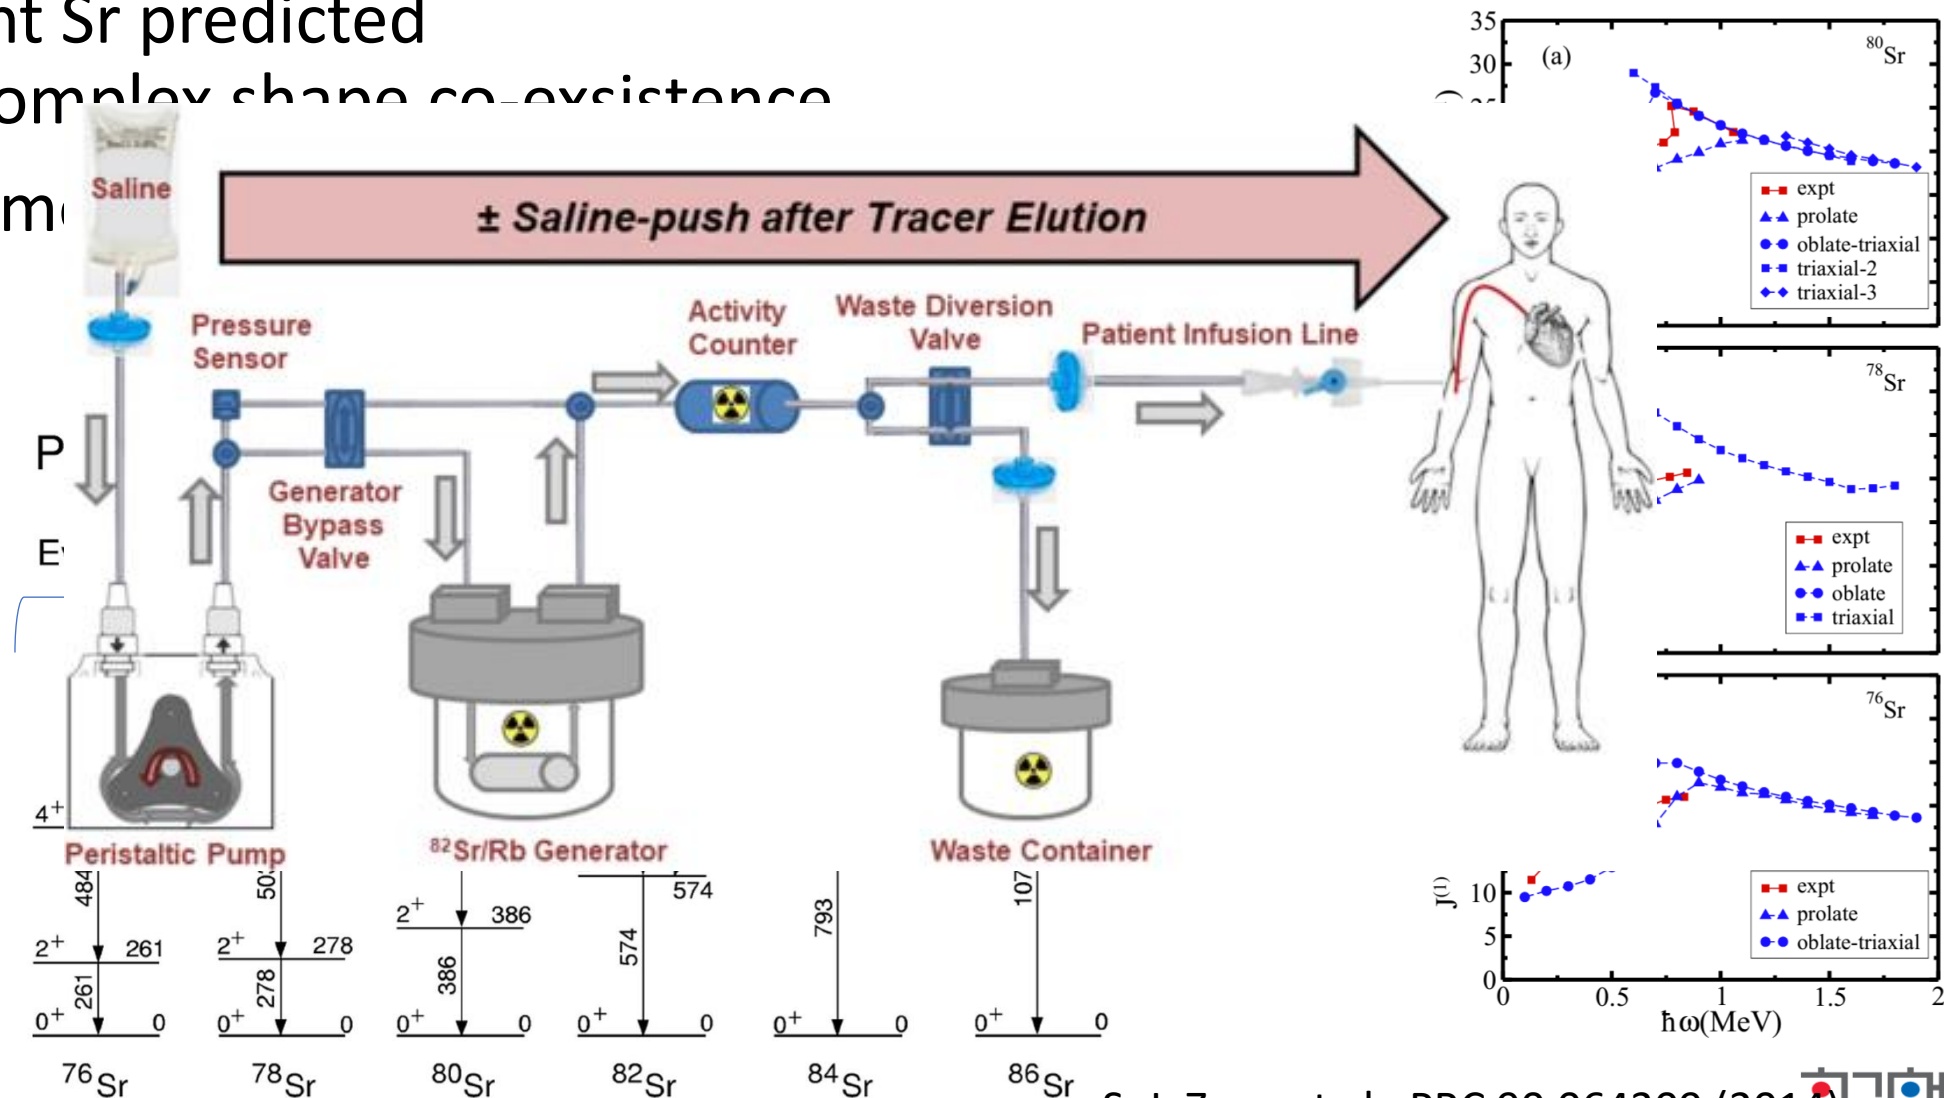 nt Sr predicted
omplex shape co-exsistence
Saline
± Saline-push after Tracer Elution
Pressure
Sensor
Activity
Counter
Waste Diversion
Valve
Patient Infusion Line
Generator
Bypass
Valve
P
4+
Peristaltic Pump
82Sr/Rb Generator
Waste Container
484
2+ 261
261
0+ 0
76Sr
2+ 278
278
0+ 0
78Sr
2+ 386
386
0+ 0
80Sr
574
574
0+ 0
82Sr
793
0+ 0
84Sr
107
0+ 0
86Sr
35
30
(a)
80Sr
expt
prolate
oblate-triaxial
triaxial-2
triaxial-3
78Sr
expt
prolate
oblate
triaxial
76Sr
expt
prolate
oblate-triaxial
J(1)
10
5
0
0 0.5 1 1.5 2
ħω(MeV)